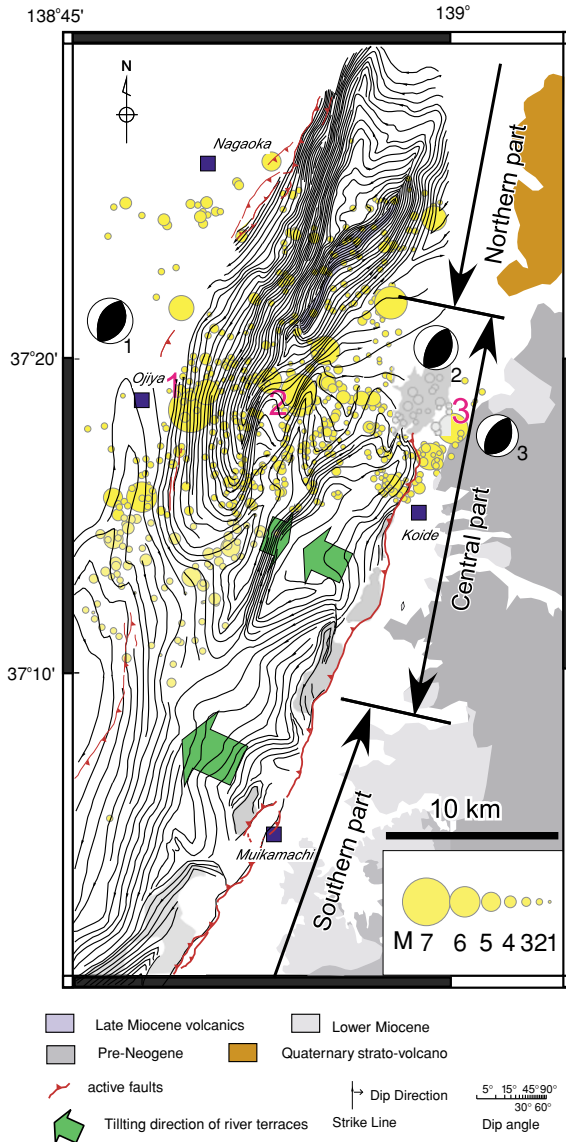 138°45'
139°
N
Nagaoka
Northern part
1
37°20'
2
Ojiya
1
2
3
3
Koide
Central part
37°10'
10 km
Muikamachi
Southern part
M 7 6 5 4 3 2 1
Late Miocene volcanics
Lower Miocene
Pre-Neogene
Quaternary strato-volcano
active faults
Dip Direction
5° 15° 45° 90°
30° 60°
Tillting direction of river terraces
Strike Line
Dip angle